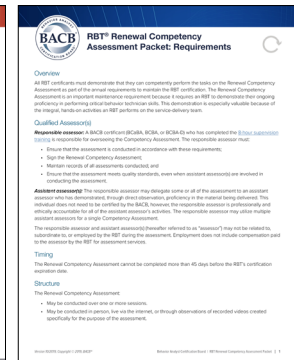 BACB
RBT® Renewal Competency
Assessment Packet: Requirements
Overview
All RBT certificants must demonstrate that they can competently perform the tasks on the Renewal Competency
Assessment as part of the annual requirements to maintain the RBT certification. The Renewal Competency
Assessment is an important maintenance requirement because it requires an RBT to demonstrate their ongoing
proficiency in performing critical behavior technician skills. This demonstration is especially valuable because of
the integral, hands-on activities an RBT performs on the service-delivery team.
Qualified Assessor(s)
Responsible assessor: A BACB certificant (BCaBA, BCBA, or BCBA-D) who has completed the 8-hour supervision
training is responsible for overseeing the Competency Assessment. The responsible assessor must:
• Ensure that the assessment is conducted in accordance with these requirements;
• Sign the Renewal Competency Assessment;
• Maintain records of all assessments conducted; and
• Ensure that the assessment meets quality standards, even when assistant assessor(s) are involved in
conducting the assessment.
Assistant assessor(s): The responsible assessor may delegate some or all of the assessment to an assistant
assessor who has demonstrated, through direct observation, proficiency in the material being delivered. This
individual does not need to be certified by the BACB; however, the responsible assessor is professionally and
ethically accountable for all of the assistant assessor's activities. The responsible assessor may utilize multiple
assistant assessors for a single Competency Assessment.
The responsible assessor and assistant assessor(s) (hereafter referred to as "assessor") may not be related to,
subordinate to, or employed by the RBT during the assessment. Employment does not include compensation paid
to the assessor by the RBT for assessment services.
Timing
The Renewal Competency Assessment cannot be completed more than 45 days before the RBT's certification
expiration date.
Structure
The Renewal Competency Assessment:
• May be conducted over one or more sessions.
• May be conducted in person, live via the internet, or through observations of recorded videos created
specifically for the purpose of the assessment.